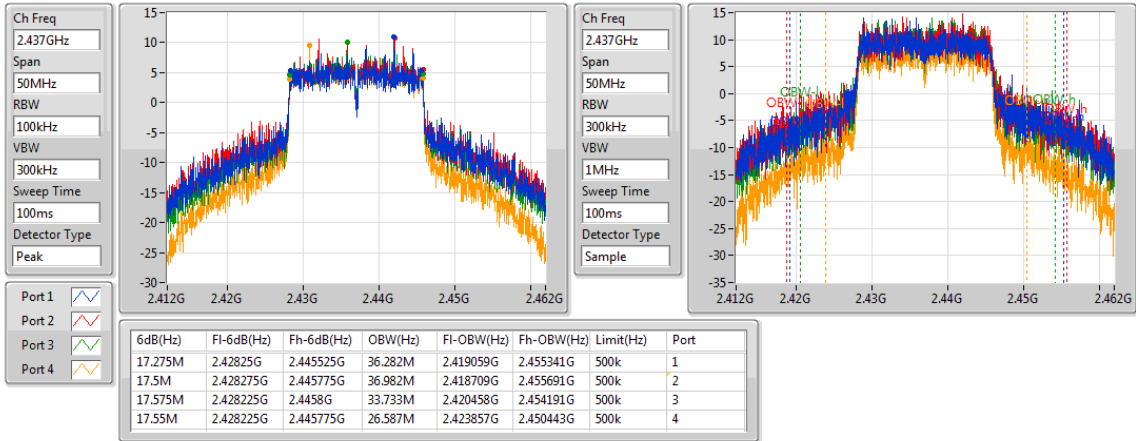 Ch Freq
2.437GHz
Span
50MHz
RBW
100kHz
VBW
300kHz
Sweep Time
100ms
Detector Type
Peak
15
10
5
0
-5
-10
-15
-20
-25
-30
2.412G 2.42G 2.43G 2.44G 2.45G 2.462G
Ch Freq
2.437GHz
Span
50MHz
RBW
300kHz
VBW
1MHz
Sweep Time
100ms
Detector Type
Sample
15
10
5
0
-5
-10
-15
-20
-25
-30
-35
OBW-l
OBW-h
2.412G 2.42G 2.43G 2.44G 2.45G 2.462G
Port 1
Port 2
Port 3
Port 4
6dB(Hz) Fl-6dB(Hz) Fh-6dB(Hz) OBW(Hz) Fl-OBW(Hz) Fh-OBW(Hz) Limit(Hz) Port
17.275M 2.42825G 2.445525G 36.282M 2.419059G 2.455341G 500k 1
17.5M 2.428275G 2.445775G 36.982M 2.418709G 2.455691G 500k 2
17.575M 2.428225G 2.4458G 33.733M 2.420458G 2.454191G 500k 3
17.55M 2.428225G 2.445775G 26.587M 2.423857G 2.450443G 500k 4